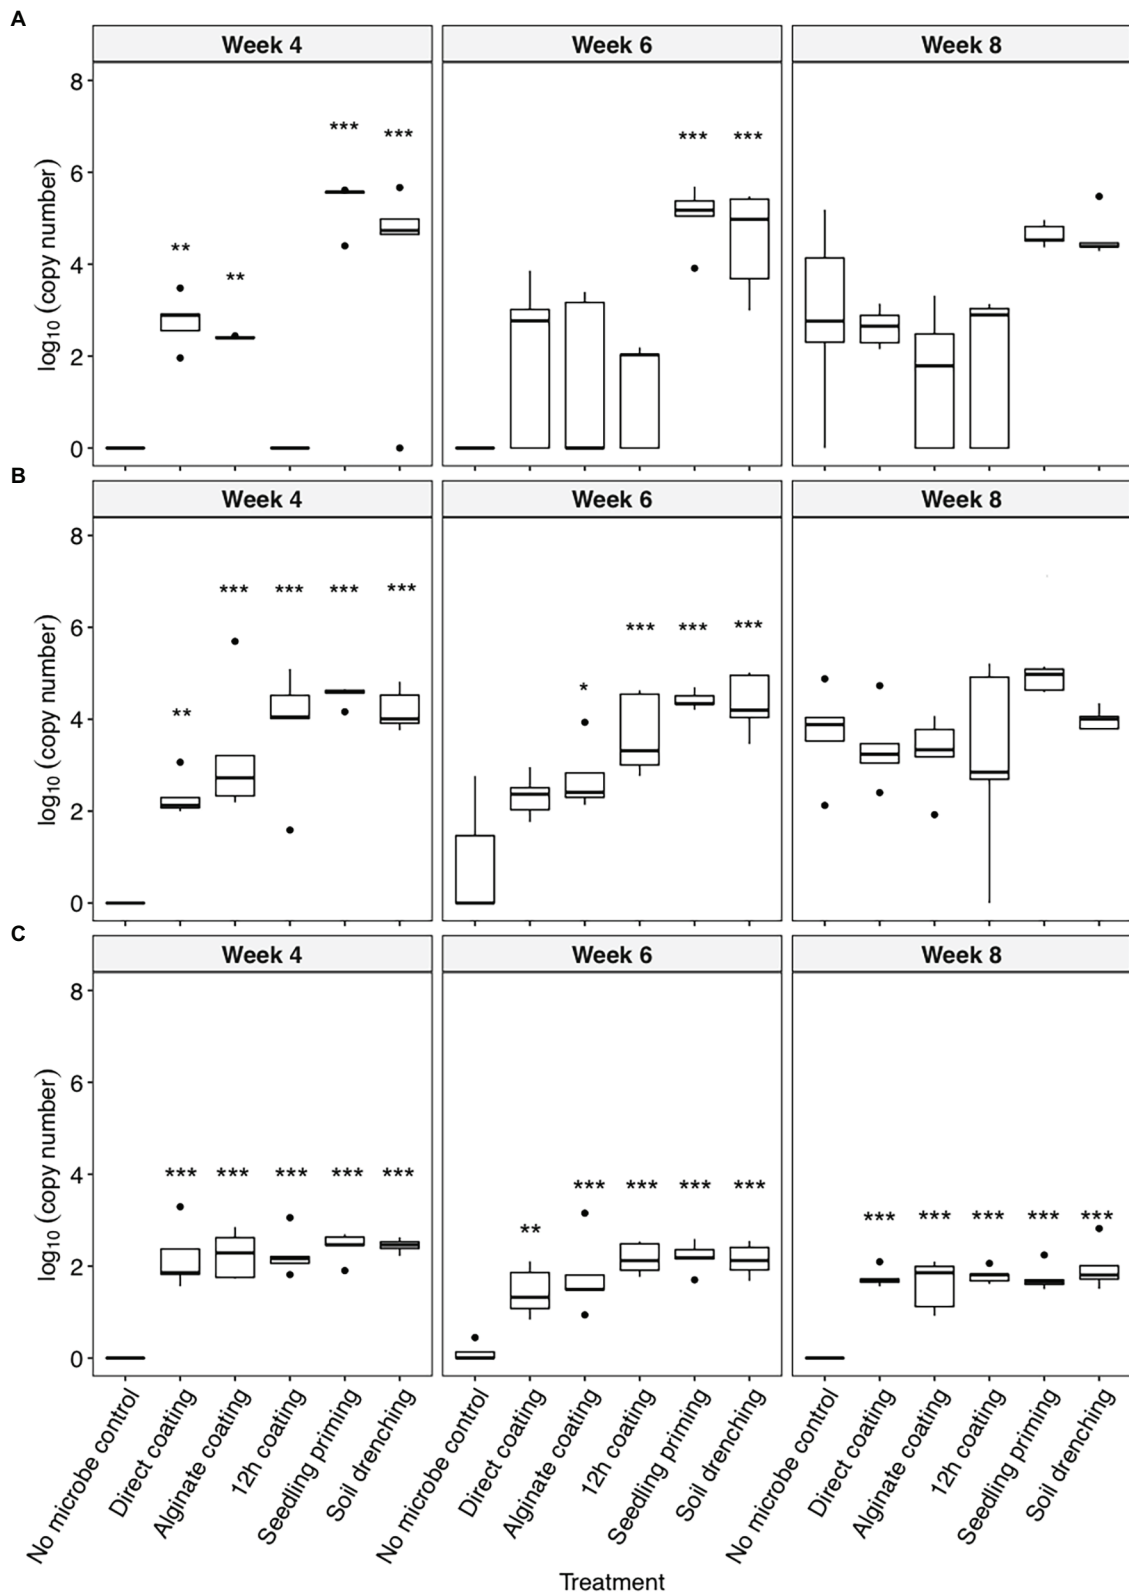 A
Week 4 Week 6 Week 8
log10 (copy number)
8
6
4
2
0
** ** *** ***
*** ***
B
Week 4 Week 6 Week 8
log10 (copy number)
8
6
4
2
0
** *** *** *** ***
* *** *** ***
C
Week 4 Week 6 Week 8
log10 (copy number)
8
6
4
2
0
*** *** *** *** ***
** *** *** *** ***
*** *** *** *** ***
No microbe control
Direct coating
Alginate coating
12h coating
Seedling priming
Soil drenching
No microbe control
Direct coating
Alginate coating
12h coating
Seedling priming
Soil drenching
No microbe control
Direct coating
Alginate coating
12h coating
Seedling priming
Soil drenching
Treatment